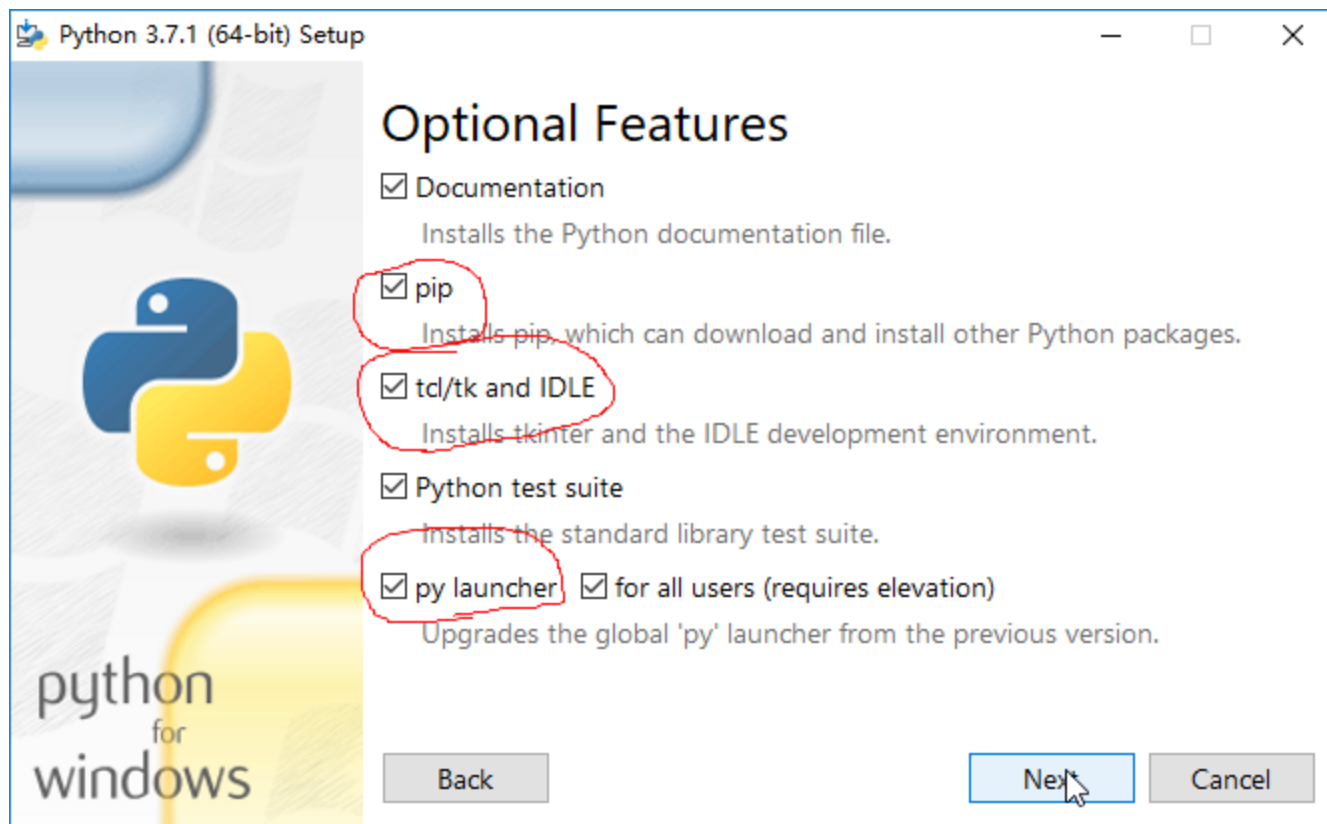 Python 3.7.1 (64-bit) Setup
Optional Features
Documentation
Installs the Python documentation file.
pip
Installs pip, which can download and install other Python packages.
tcl/tk and IDLE
Installs tkinter and the IDLE development environment.
Python test suite
Installs the standard library test suite.
py launcher for all users (requires elevation)
Upgrades the global 'py' launcher from the previous version.
python
for
windows
Back Next Cancel